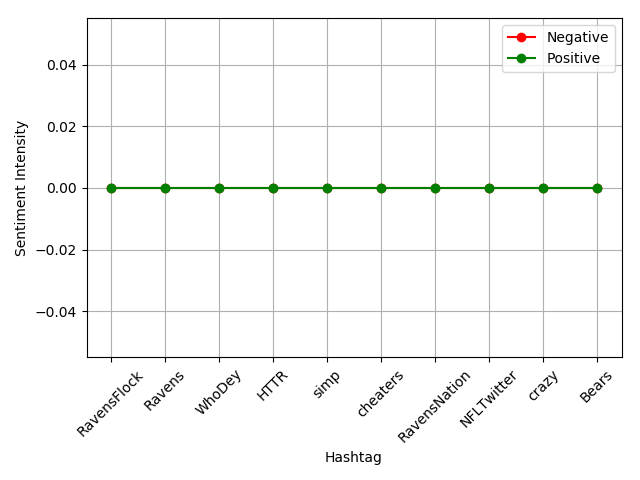 Negative
Positive
0.04
0.02
0.00
−0.02
−0.04
Sentiment Intensity
RavensFlock
Ravens
WhoDey
HTTR
simp
cheaters
RavensNation
NFLTwitter
crazy
Bears
Hashtag